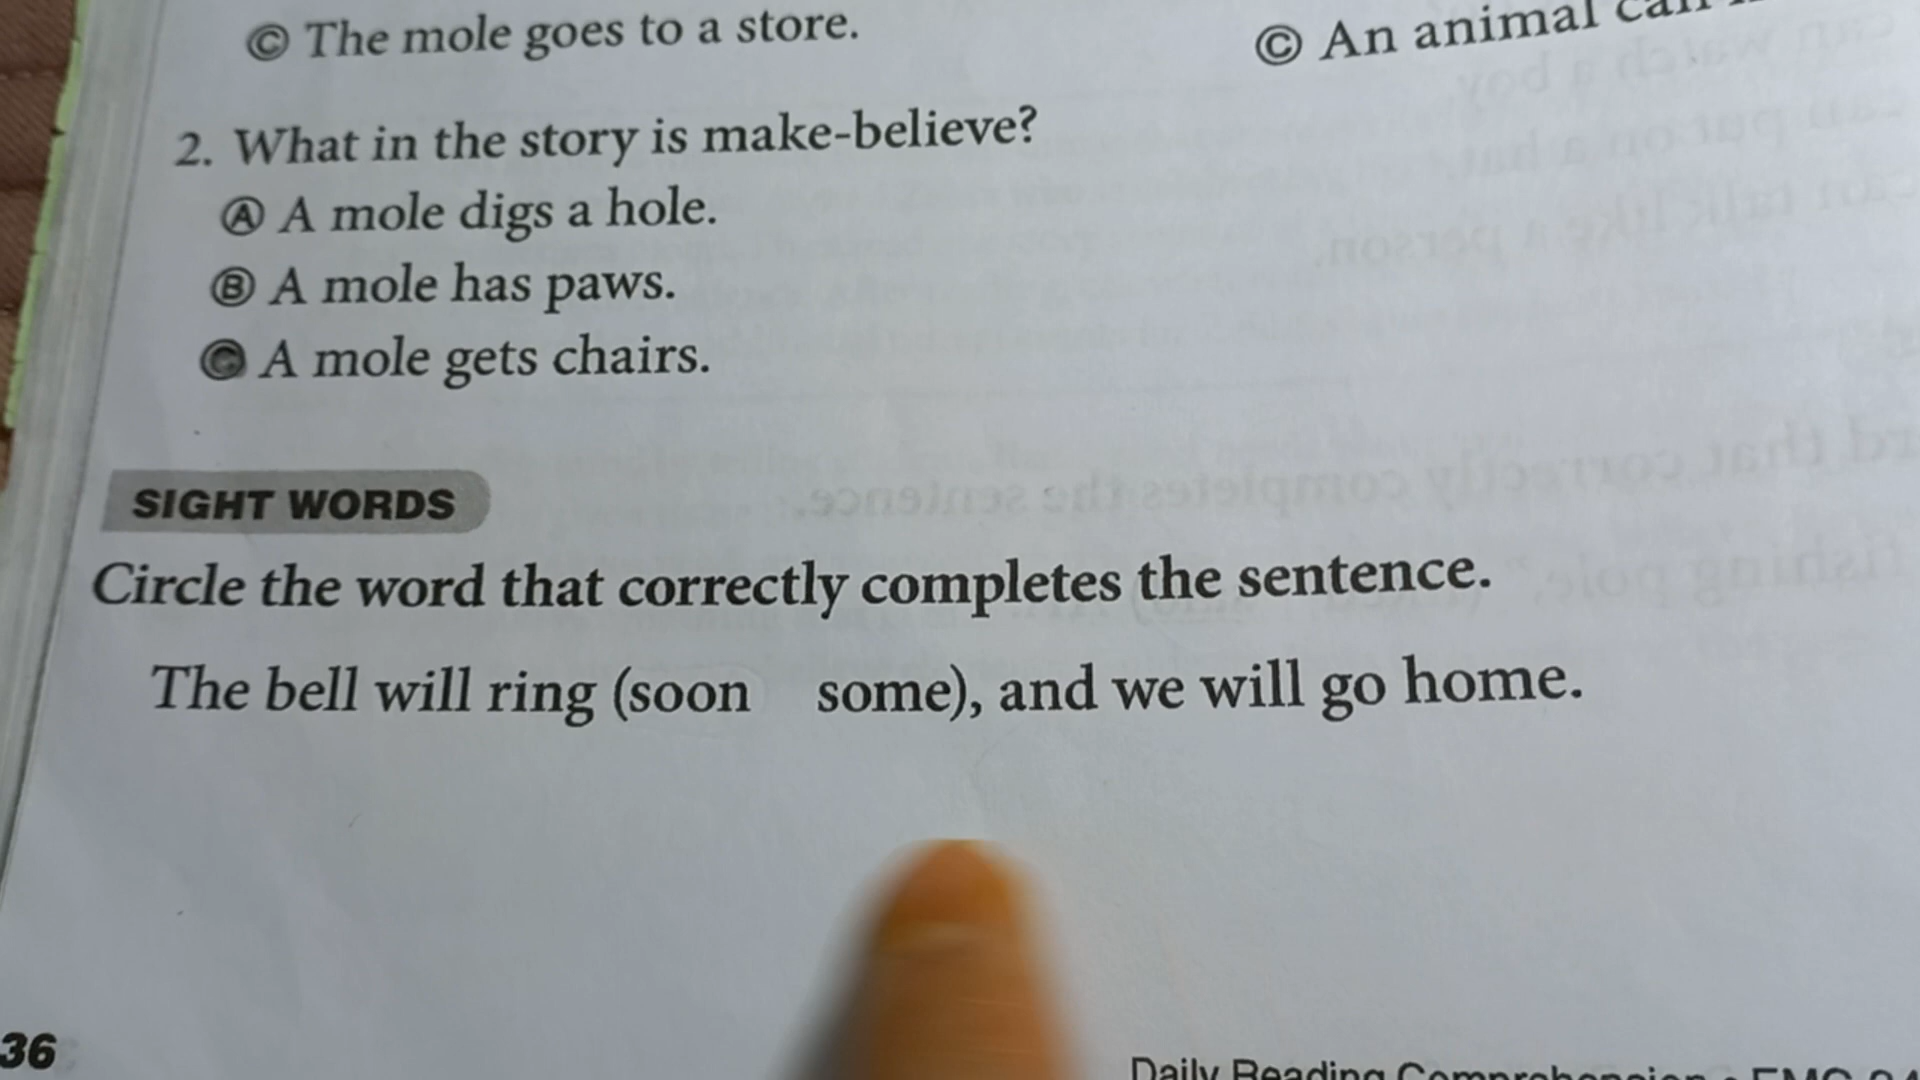 Ⓒ The mole goes to a store.
Ⓒ An animal can
2. What in the story is make-believe?
Ⓐ A mole digs a hole.
Ⓑ A mole has paws.
Ⓒ A mole gets chairs.
SIGHT WORDS
Circle the word that correctly completes the sentence.
The bell will ring (soon some), and we will go home.
36
Daily Reading Comprehension • EMC